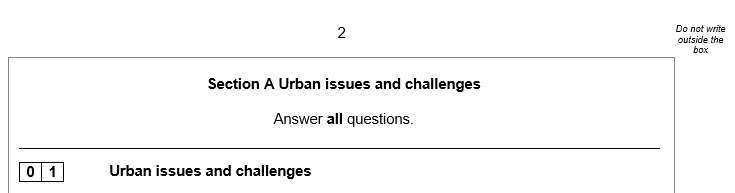 2
Do not write
outside the
box
Section A Urban issues and challenges
Answer all questions.
0 1 Urban issues and challenges